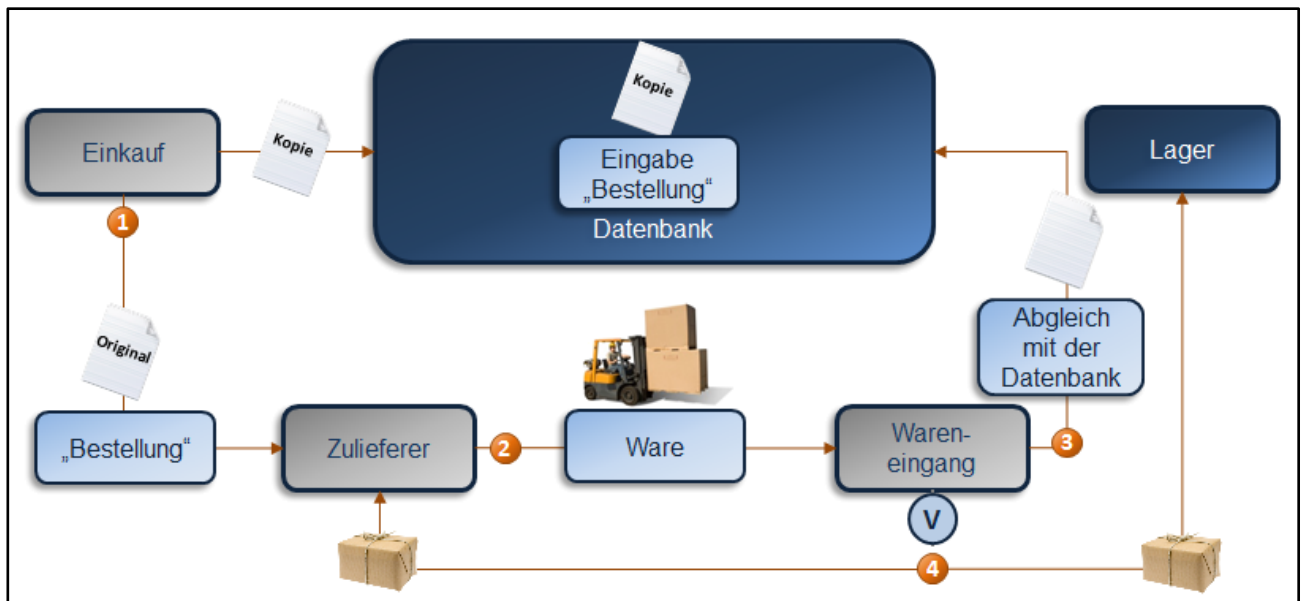 Kopie
Einkauf
Kopie
Eingabe
„Bestellung“
Datenbank
Lager
1
Original
Abgleich
mit der
Datenbank
„Bestellung“
Zulieferer
2
Ware
Waren-
eingang
3
V
4